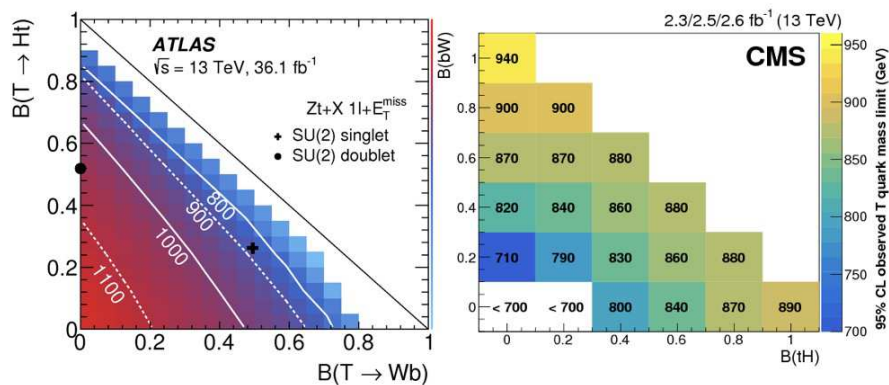 ATLAS
√s = 13 TeV, 36.1 fb⁻¹
Zt+X 1l+E_T^miss
SU(2) singlet
SU(2) doublet
800
900
1000
1100
B(T → Ht)
1
0.8
0.6
0.4
0.2
0
0 0.2 0.4 0.6 0.8 1
B(T → Wb)
2.3/2.5/2.6 fb⁻¹ (13 TeV)
CMS
B(bW)
1
0.8
0.6
0.4
0.2
0
940
900 900
870 870 880
820 840 860 880
710 790 830 860 880
< 700 < 700 800 840 870 890
0 0.2 0.4 0.6 0.8 1
B(tH)
950
900
850
800
750
700
95% CL observed T quark mass limit (GeV)